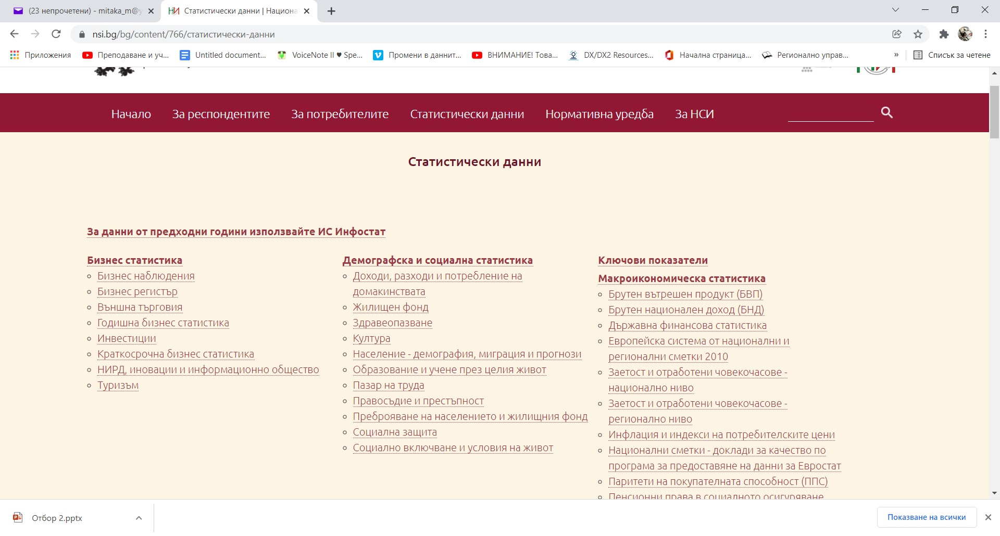 (23 непрочетени) - mitaka_m@y
Статистически данни | Национа
nsi.bg/bg/content/766/статистически-данни
Приложения
Преподаване и уч...
Untitled document...
VoiceNote II ♥ Spe...
Промени в даннит...
ВНИМАНИЕ! Това...
DX/DX2 Resources...
Начална страница...
Регионално управ...
»
Списък за четене
Начало
За респондентите
За потребителите
Статистически данни
Нормативна уредба
За НСИ
Статистически данни
За данни от предходни години използвайте ИС Инфостат
Бизнес статистика
Бизнес наблюдения
Бизнес регистър
Външна търговия
Годишна бизнес статистика
Инвестиции
Краткосрочна бизнес статистика
НИРД, иновации и информационно общество
Туризъм
Демографска и социална статистика
Доходи, разходи и потребление на
домакинствата
Жилищен фонд
Здравеопазване
Култура
Население - демография, миграция и прогнози
Образование и учене през целия живот
Пазар на труда
Правосъдие и престъпност
Преброяване на населението и жилищния фонд
Социална защита
Социално включване и условия на живот
Ключови показатели
Макроикономическа статистика
Брутен вътрешен продукт (БВП)
Брутен национален доход (БНД)
Държавна финансова статистика
Европейска система от национални и
регионални сметки 2010
Заетост и отработени човекочасове -
национално ниво
Заетост и отработени човекочасове -
регионално ниво
Инфлация и индекси на потребителските цени
Национални сметки - доклади за качество по
програма за предоставяне на данни за Евростат
Паритети на покупателната способност (ППС)
Пенсионни права в социалното осигуряване
Отбор 2.pptx
Показване на всички